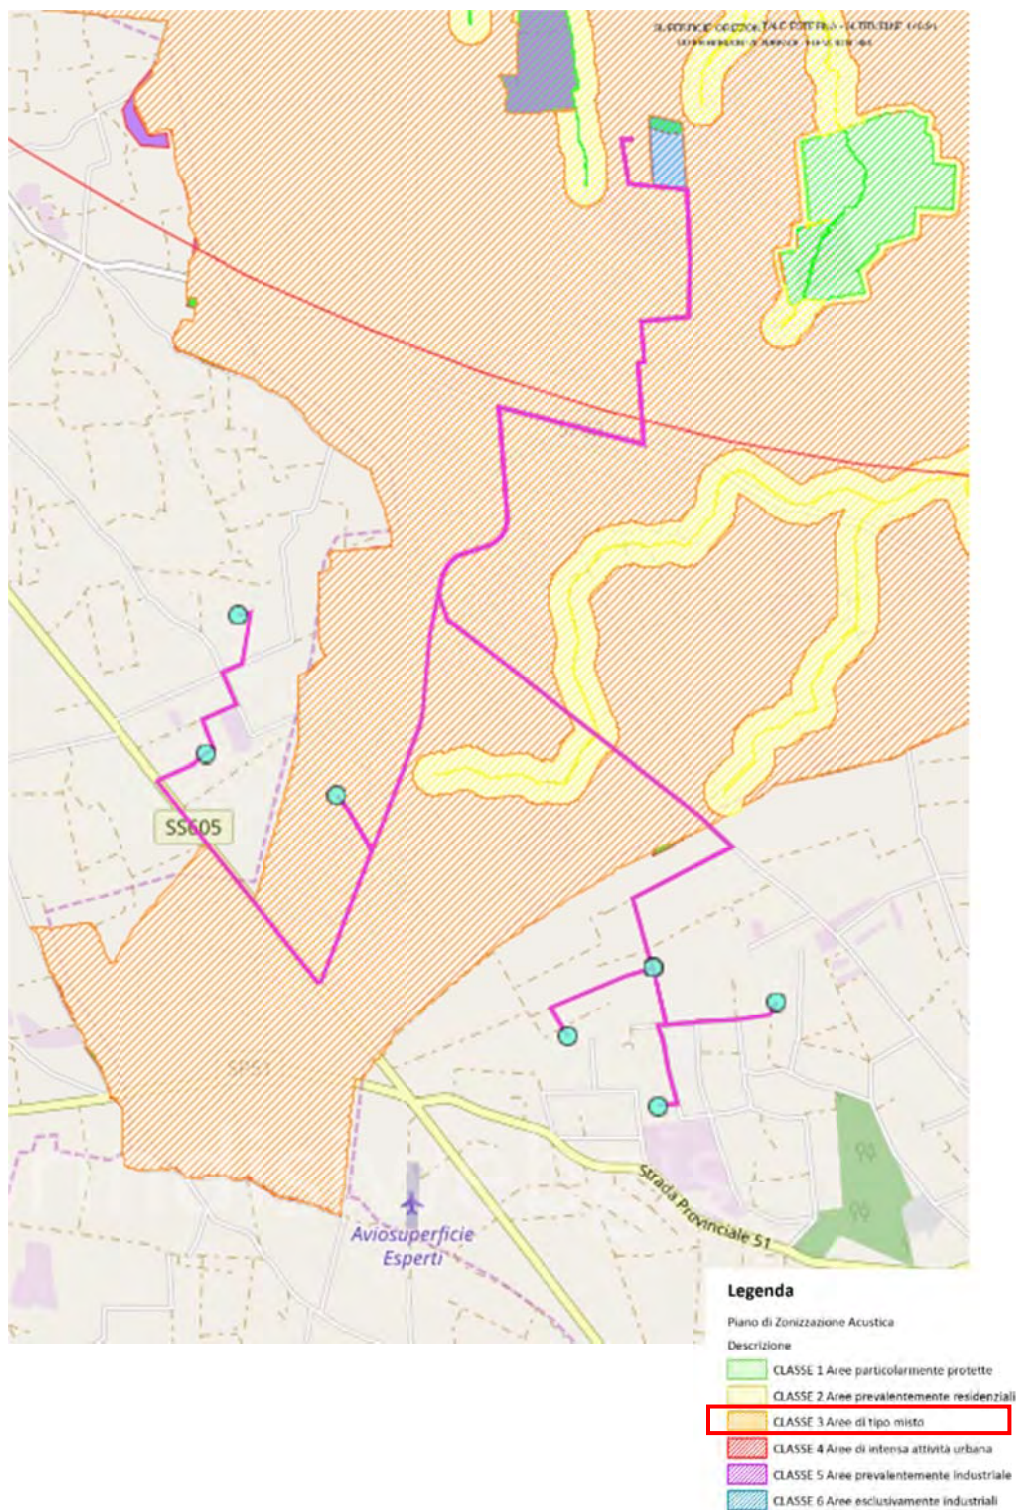 SS605
Aviosuperficie
Esperti
Strada Provinciale 51
Legenda
Piano di Zonizzazione Acustica
Descrizione
CLASSE 1 Aree particolarmente protette
CLASSE 2 Aree prevalentemente residenziali
CLASSE 3 Aree di tipo misto
CLASSE 4 Aree di intensa attività urbana
CLASSE 5 Aree prevalentemente industriale
CLASSE 6 Aree esclusivamente industriali